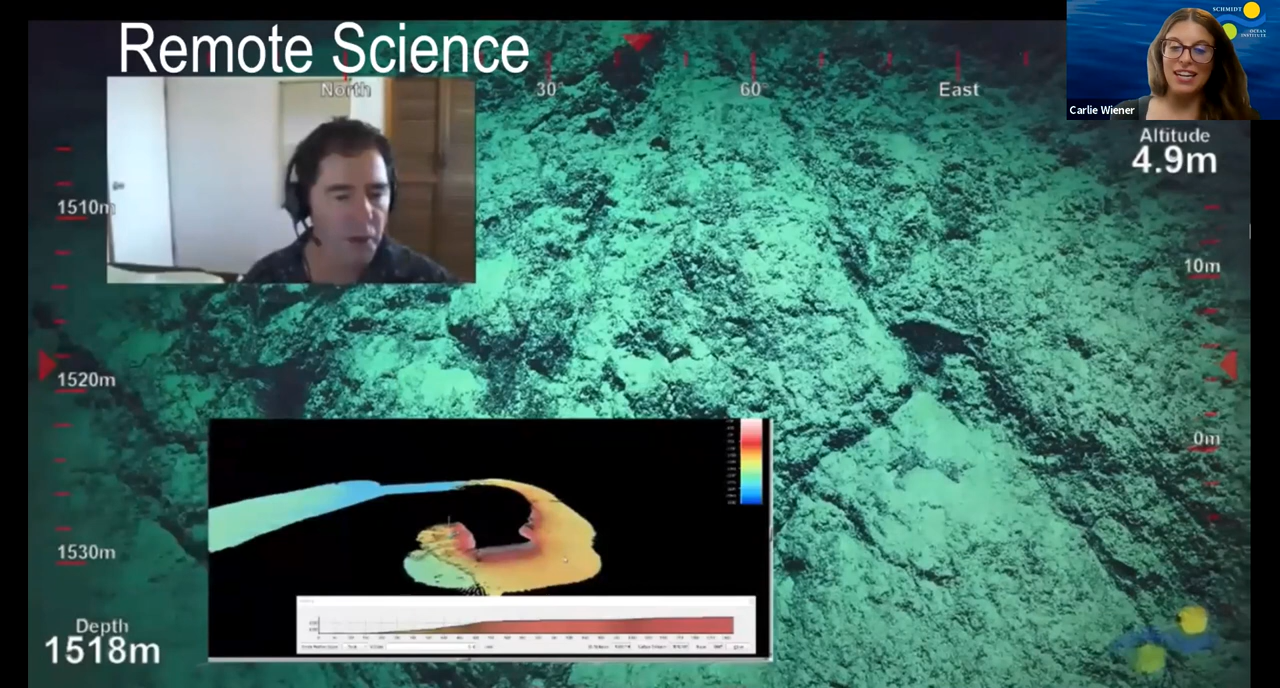 Remote Science
North
30
60
East
SCHMIDT
OCEAN
INSTITUTE
Carlie Wiener
Altitude
4.9m
1510m
10m
1520m
0m
1530m
Depth
1518m